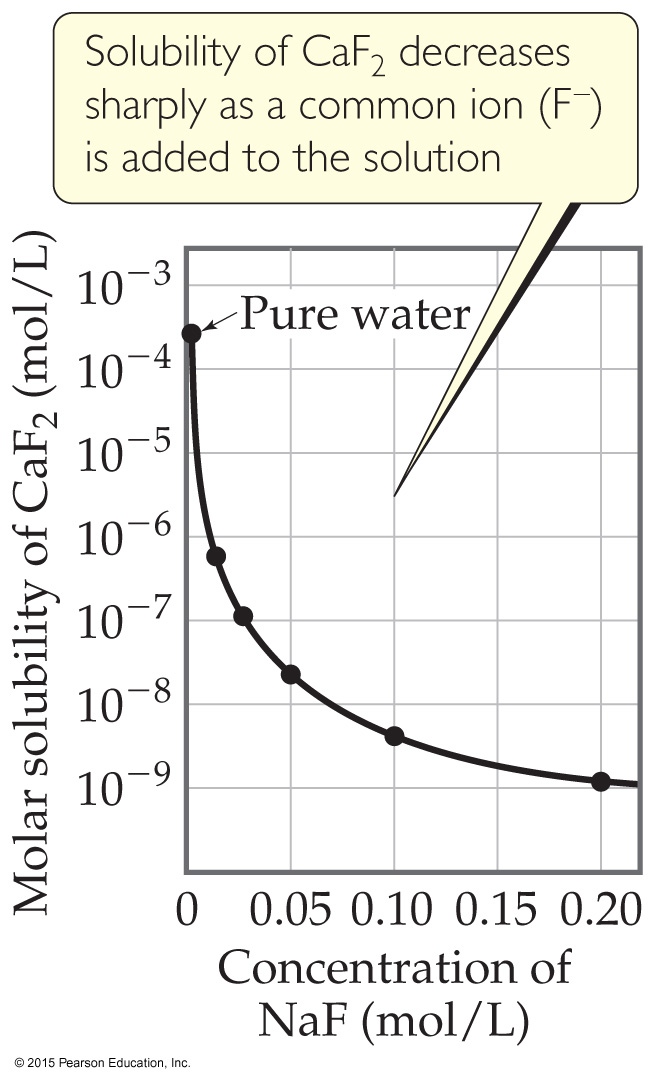 Solubility of CaF₂ decreases
sharply as a common ion (F⁻)
is added to the solution
Molar solubility of CaF₂ (mol/L)
10⁻³
10⁻⁴
10⁻⁵
10⁻⁶
10⁻⁷
10⁻⁸
10⁻⁹
Pure water
0 0.05 0.10 0.15 0.20
Concentration of
NaF (mol/L)
© 2015 Pearson Education, Inc.